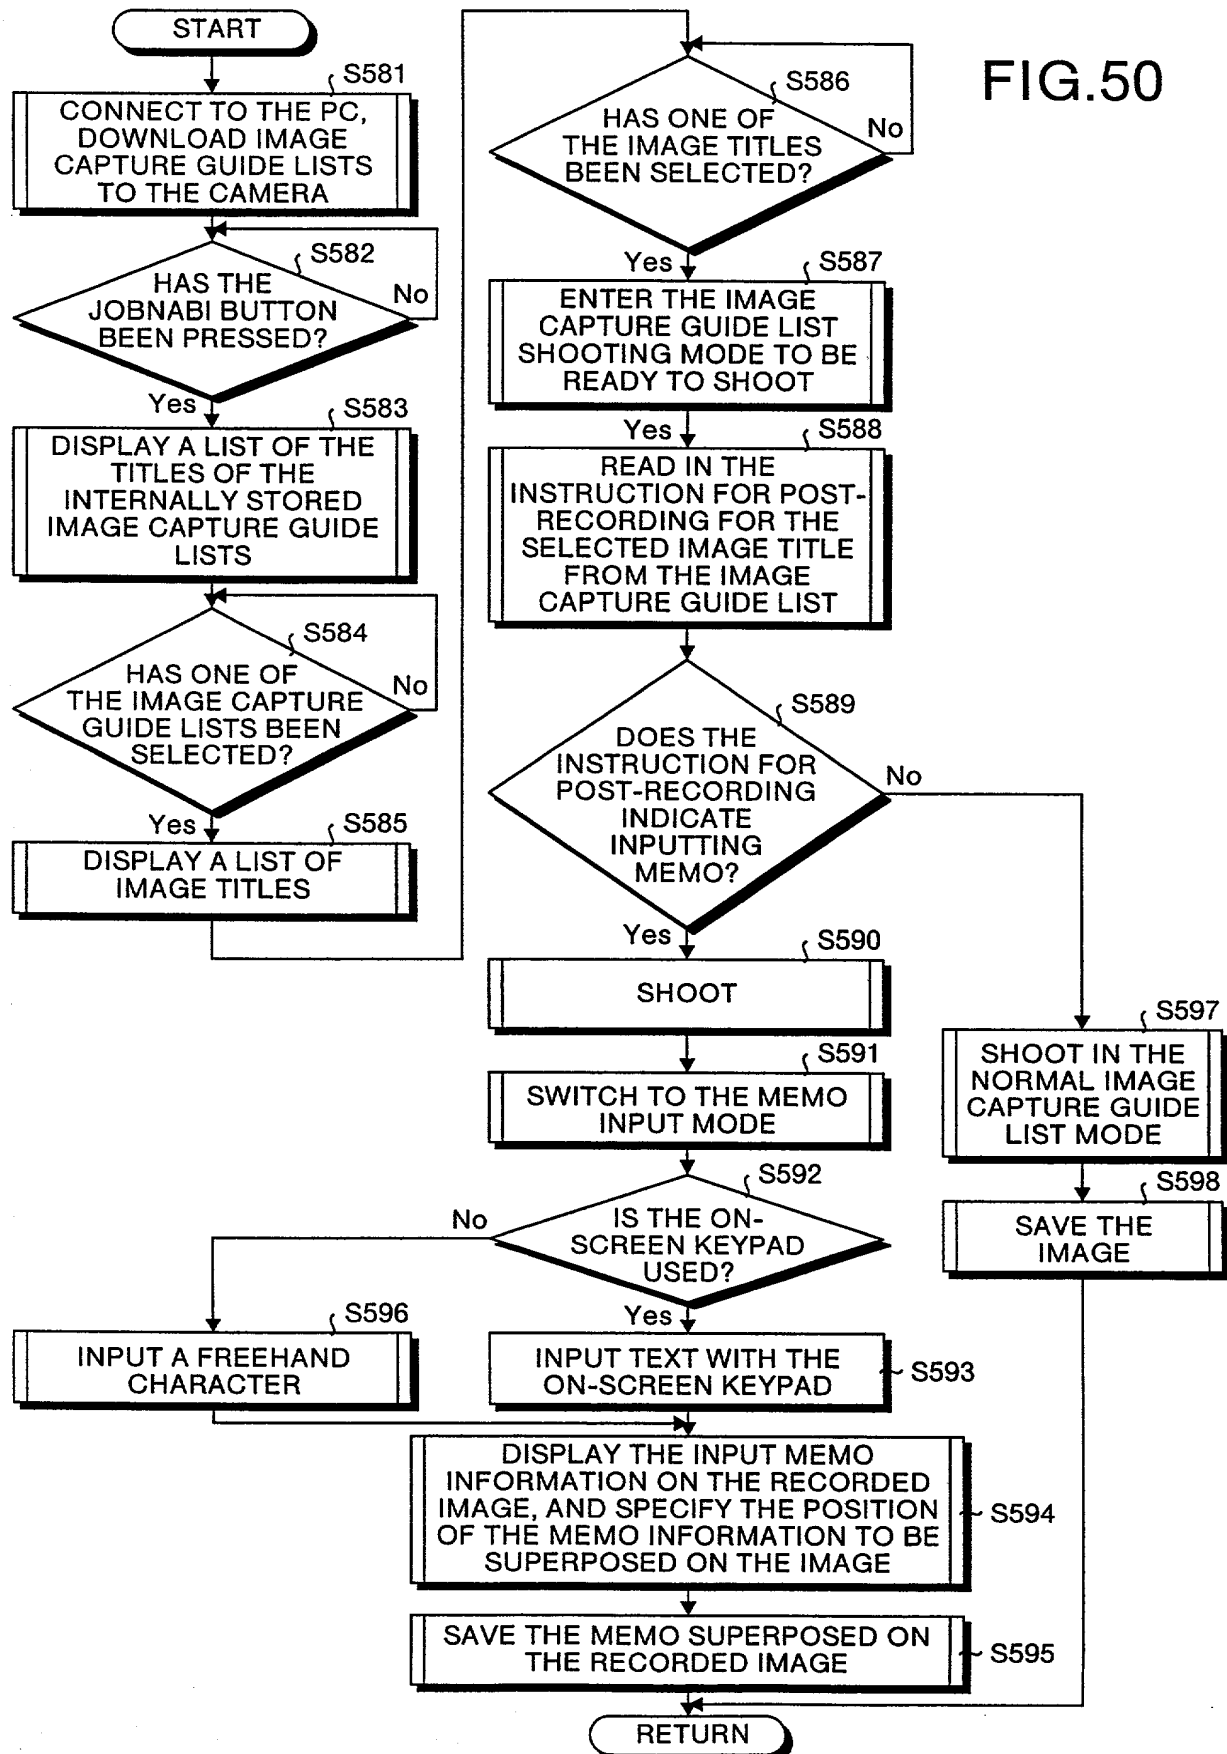 FIG.50
START
S581
CONNECT TO THE PC,
DOWNLOAD IMAGE
CAPTURE GUIDE LISTS
TO THE CAMERA
S582
HAS THE
JOBNABI BUTTON
BEEN PRESSED?
No
Yes
S583
DISPLAY A LIST OF THE
TITLES OF THE
INTERNALLY STORED
IMAGE CAPTURE GUIDE
LISTS
S584
HAS ONE OF
THE IMAGE CAPTURE
GUIDE LISTS BEEN
SELECTED?
No
Yes
S585
DISPLAY A LIST OF
IMAGE TITLES
S586
HAS ONE OF
THE IMAGE TITLES
BEEN SELECTED?
No
Yes
S587
ENTER THE IMAGE
CAPTURE GUIDE LIST
SHOOTING MODE TO BE
READY TO SHOOT
Yes
S588
READ IN THE
INSTRUCTION FOR POST-
RECORDING FOR THE
SELECTED IMAGE TITLE
FROM THE IMAGE
CAPTURE GUIDE LIST
S589
DOES THE
INSTRUCTION FOR
POST-RECORDING
INDICATE
INPUTTING
MEMO?
No
Yes
S590
SHOOT
S591
SWITCH TO THE MEMO
INPUT MODE
S592
IS THE ON-
SCREEN KEYPAD
USED?
No
Yes
S596
INPUT A FREEHAND
CHARACTER
INPUT TEXT WITH THE
ON-SCREEN KEYPAD
S593
DISPLAY THE INPUT MEMO
INFORMATION ON THE RECORDED
IMAGE, AND SPECIFY THE POSITION
OF THE MEMO INFORMATION TO BE
SUPERPOSED ON THE IMAGE
S594
SAVE THE MEMO SUPERPOSED ON
THE RECORDED IMAGE
S595
S597
SHOOT IN THE
NORMAL IMAGE
CAPTURE GUIDE
LIST MODE
S598
SAVE THE
IMAGE
RETURN